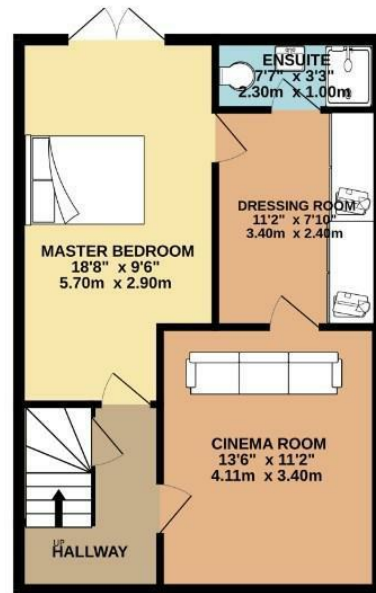 ENSUITE
7'7" x 3'3"
2.30m x 1.00m
DRESSING ROOM
11'2" x 7'10"
3.40m x 2.40m
MASTER BEDROOM
18'8" x 9'6"
5.70m x 2.90m
CINEMA ROOM
13'6" x 11'2"
4.11m x 3.40m
UP
HALLWAY